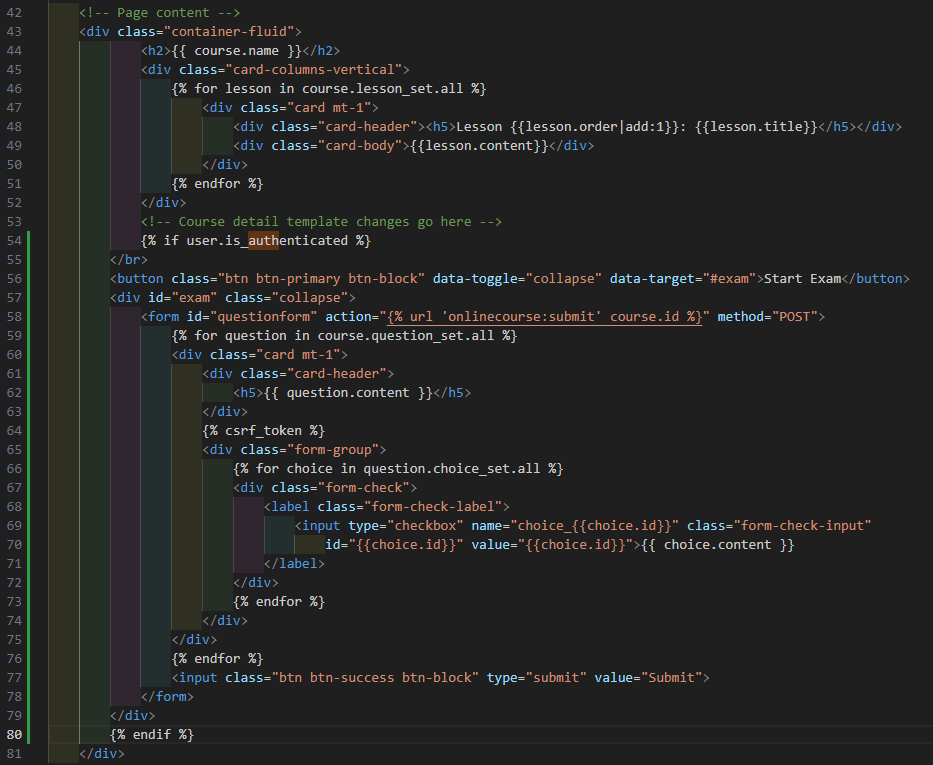 42 <!-- Page content -->
43 <div class="container-fluid">
44 <h2>{{ course.name }}</h2>
45 <div class="card-columns-vertical">
46 {% for lesson in course.lesson_set.all %}
47 <div class="card mt-1">
48 <div class="card-header"><h5>Lesson {{lesson.order|add:1}}: {{lesson.title}}</h5></div>
49 <div class="card-body">{{lesson.content}}</div>
50 </div>
51 {% endfor %}
52 </div>
53 <!-- Course detail template changes go here -->
54 {% if user.is_authenticated %}
55 </br>
56 <button class="btn btn-primary btn-block" data-toggle="collapse" data-target="#exam">Start Exam</button>
57 <div id="exam" class="collapse">
58 <form id="questionform" action="{% url 'onlinecourse:submit' course.id %}" method="POST">
59 {% for question in course.question_set.all %}
60 <div class="card mt-1">
61 <div class="card-header">
62 <h5>{{ question.content }}</h5>
63 </div>
64 {% csrf_token %}
65 <div class="form-group">
66 {% for choice in question.choice_set.all %}
67 <div class="form-check">
68 <label class="form-check-label">
69 <input type="checkbox" name="choice_{{choice.id}}" class="form-check-input"
70 id="{{choice.id}}" value="{{choice.id}}">{{ choice.content }}
71 </label>
72 </div>
73 {% endfor %}
74 </div>
75 </div>
76 {% endfor %}
77 <input class="btn btn-success btn-block" type="submit" value="Submit">
78 </form>
79 </div>
80 {% endif %}
81 </div>